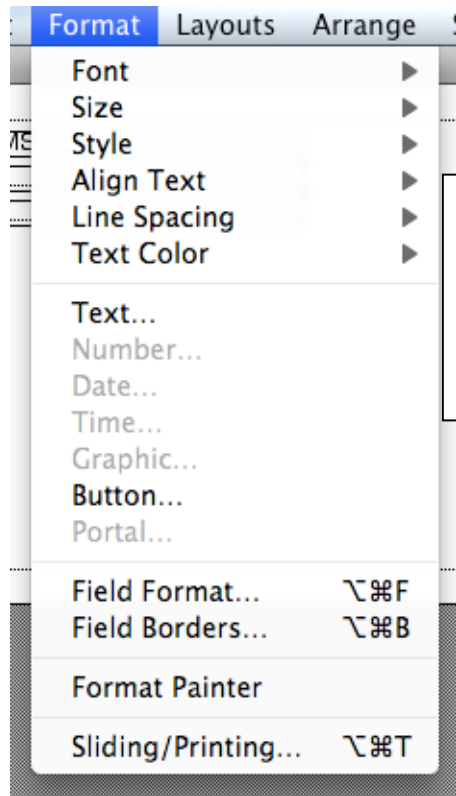 Format Layouts Arrange
Font
Size
Style
Align Text
Line Spacing
Text Color
Text...
Number...
Date...
Time...
Graphic...
Button...
Portal...
Field Format... ⌥⌘F
Field Borders... ⌥⌘B
Format Painter
Sliding/Printing... ⌥⌘T